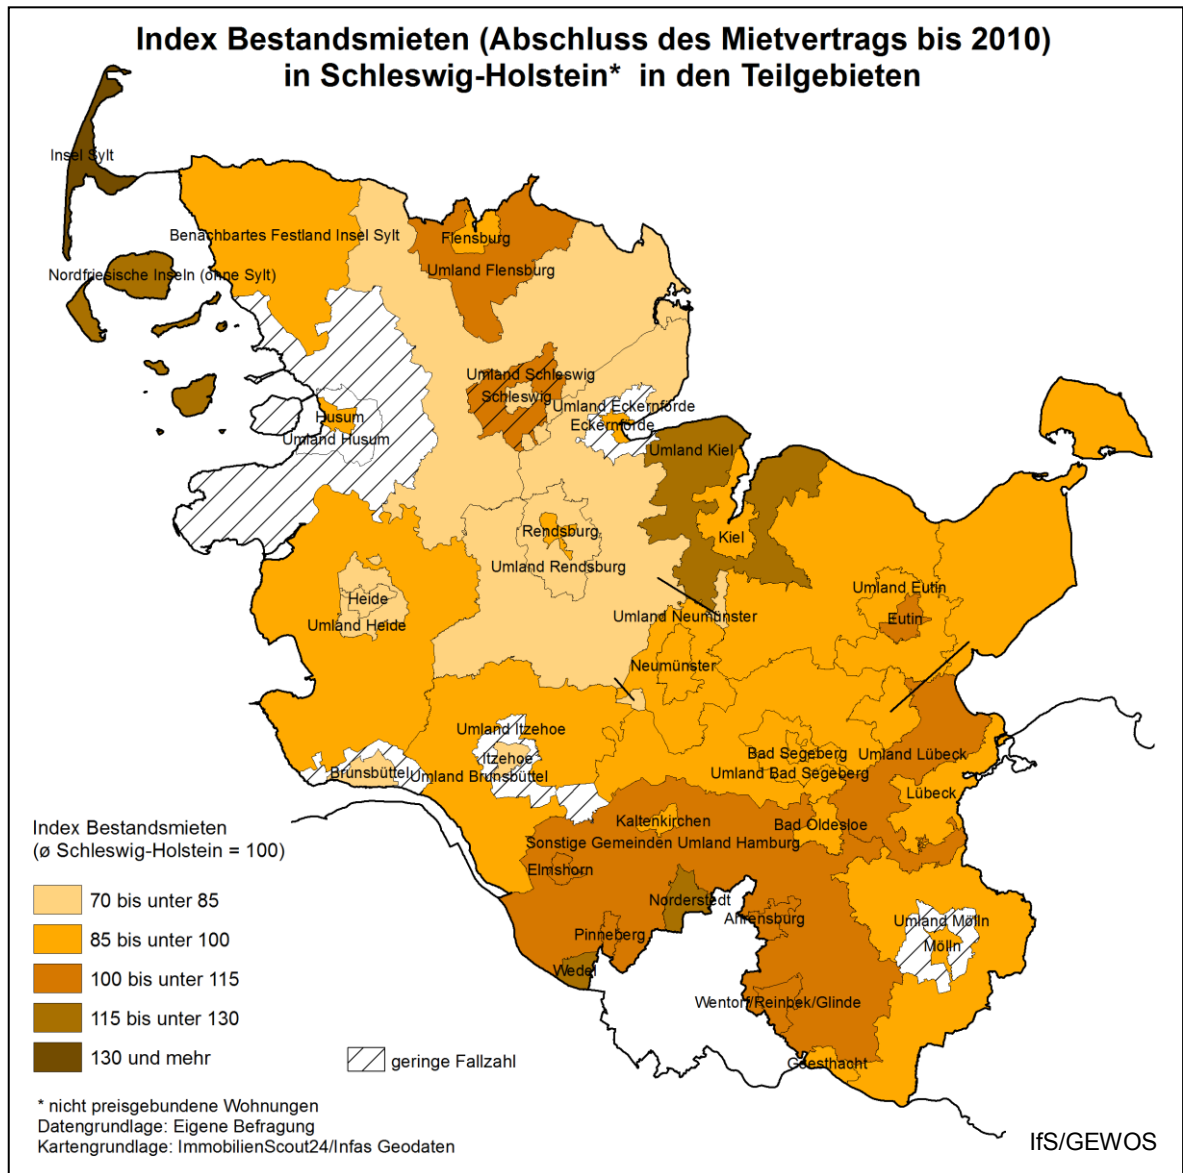 Index Bestandsmieten (Abschluss des Mietvertrags bis 2010)
in Schleswig-Holstein* in den Teilgebieten
Insel Sylt
Benachbartes Festland Insel Sylt
Flensburg
Umland Flensburg
Nordfriesische Inseln (ohne Sylt)
Umland Schleswig
Schleswig
Umland Eckernförde
Eckernförde
Husum
Umland Husum
Umland Kiel
Kiel
Rendsburg
Umland Rendsburg
Heide
Umland Heide
Umland Eutin
Eutin
Umland Neumünster
Neumünster
Umland Itzehoe
Itzehoe
Brunsbüttel
Umland Brunsbüttel
Bad Segeberg
Umland Bad Segeberg
Umland Lübeck
Lübeck
Kaltenkirchen
Bad Oldesloe
Sonstige Gemeinden Umland Hamburg
Elmshorn
Norderstedt
Ahrensburg
Pinneberg
Wedel
Umland Mölln
Mölln
Wentorf/Reinbek/Glinde
Geesthacht
Index Bestandsmieten
(ø Schleswig-Holstein = 100)
70 bis unter 85
85 bis unter 100
100 bis unter 115
115 bis unter 130
130 und mehr
geringe Fallzahl
* nicht preisgebundene Wohnungen
Datengrundlage: Eigene Befragung
Kartengrundlage: ImmobilienScout24/Infas Geodaten
IfS/GEWOS